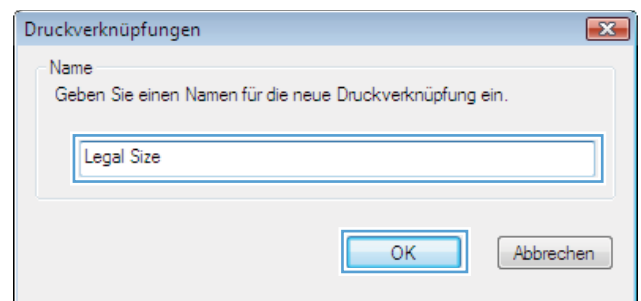 Druckverknüpfungen
Name
Geben Sie einen Namen für die neue Druckverknüpfung ein.
Legal Size
OK
Abbrechen